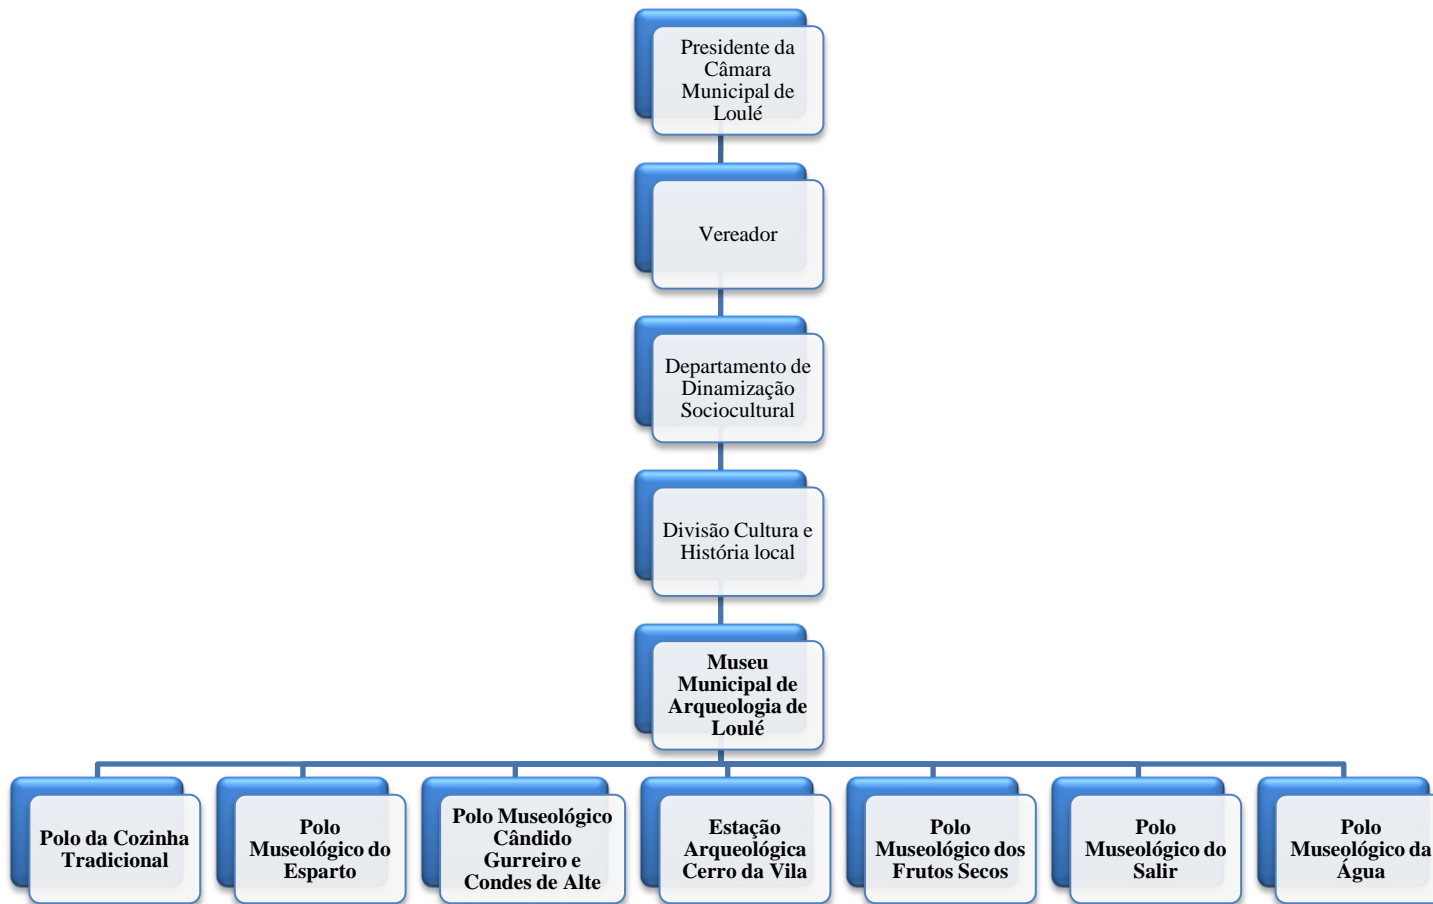 Presidente da
Câmara
Municipal de
Loulé
Vereador
Departamento de
Dinamização
Sociocultural
Divisão Cultura e
História local
Museu
Municipal de
Arqueologia de
Loulé
Polo da Cozinha
Tradicional
Polo
Museológico do
Esparto
Polo Museológico
Cândido
Gurreiro e
Condes de Alte
Estação
Arqueológica
Cerro da Vila
Polo
Museológico dos
Frutos Secos
Polo
Museológico do
Salir
Polo
Museológico da
Água